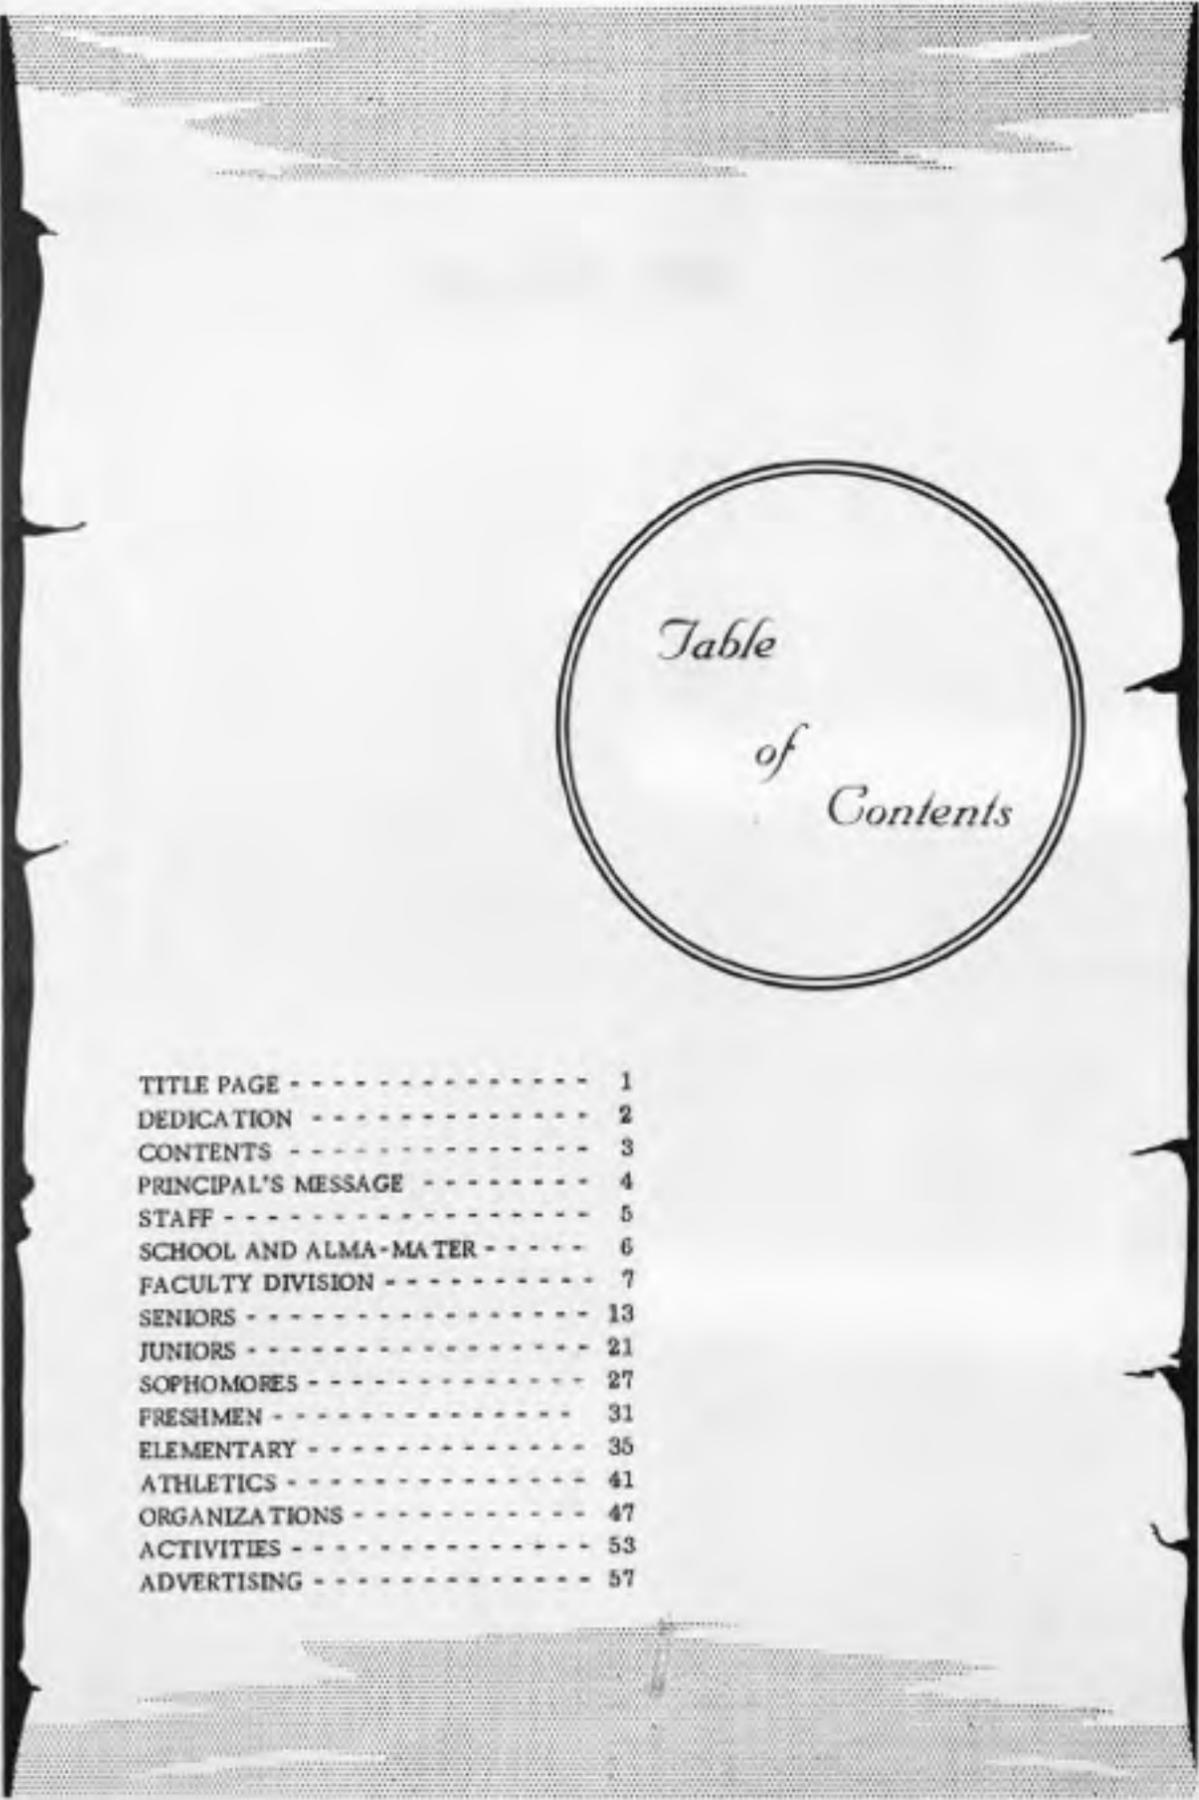 Table
of
Contents
TITLE PAGE - - - - - - - - - - - - - - 1
DEDICATION - - - - - - - - - - - - - 2
CONTENTS - - - - - - - - - - - - - - 3
PRINCIPAL'S MESSAGE - - - - - - - - 4
STAFF - - - - - - - - - - - - - - - - - 5
SCHOOL AND ALMA-MATER - - - - - 6
FACULTY DIVISION - - - - - - - - - - 7
SENIORS - - - - - - - - - - - - - - - - 13
JUNIORS - - - - - - - - - - - - - - - - 21
SOPHOMORES - - - - - - - - - - - - - 27
FRESHMEN - - - - - - - - - - - - - - 31
ELEMENTARY - - - - - - - - - - - - - 35
ATHLETICS - - - - - - - - - - - - - - 41
ORGANIZATIONS - - - - - - - - - - - 47
ACTIVITIES - - - - - - - - - - - - - - 53
ADVERTISING - - - - - - - - - - - - - 57